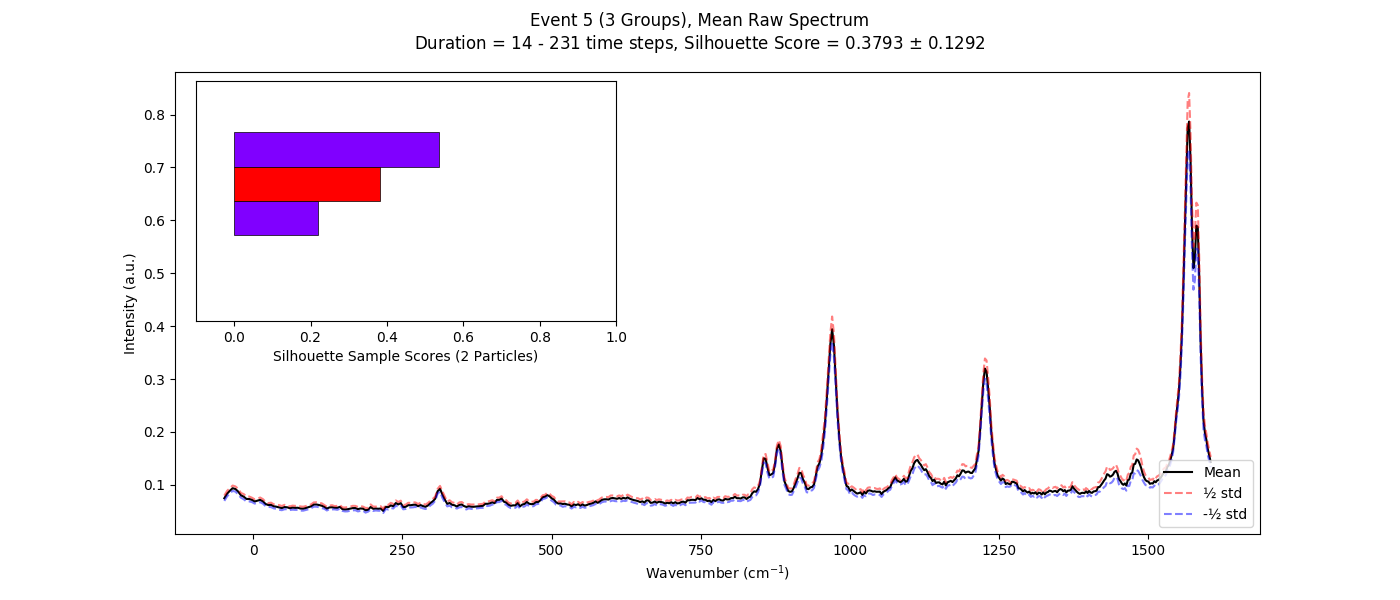 Event 5 (3 Groups), Mean Raw Spectrum
Duration = 14 - 231 time steps, Silhouette Score = 0.3793 ± 0.1292
0.8
0.7
0.6
0.5
0.4
0.3
0.2
0.1
Intensity (a.u.)
0.0 0.2 0.4 0.6 0.8 1.0
Silhouette Sample Scores (2 Particles)
Mean
½ std
-½ std
0 250 500 750 1000 1250 1500
Wavenumber (cm⁻¹)